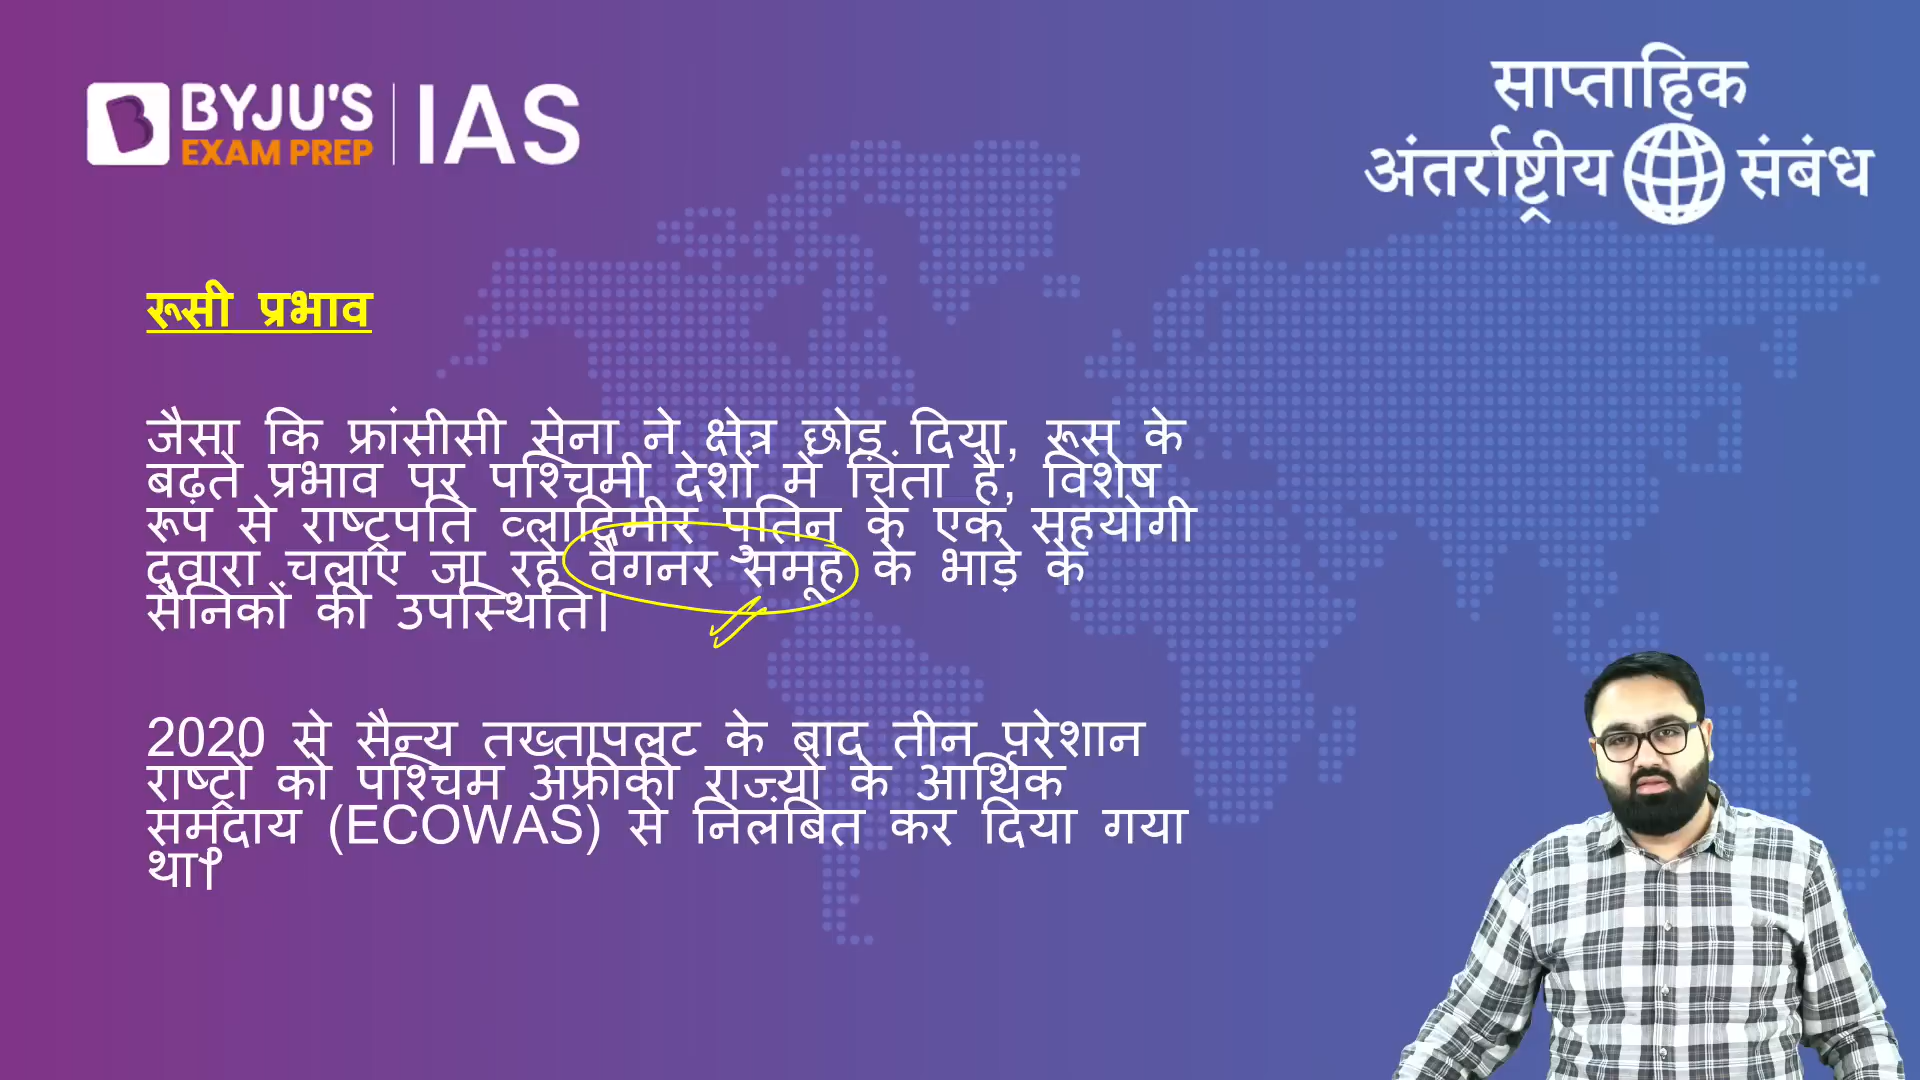 BYJU'S
EXAM PREP
IAS
साप्ताहिक
अंतर्राष्ट्रीय संबंध
रूसी प्रभाव
जैसा कि फ्रांसीसी सेना ने क्षेत्र छोड़ दिया, रूस के
बढ़ते प्रभाव पर पश्चिमी देशों में चिंता है, विशेष
रूप से राष्ट्रपति व्लादिमीर पुतिन के एक सहयोगी
द्वारा चलाए जा रहे वैगनर समूह के भाड़े के
सैनिकों की उपस्थिति।
2020 से सैन्य तख्तापलट के बाद तीन परेशान
राष्ट्रों को पश्चिम अफ्रीकी राज्यों के आर्थिक
समुदाय (ECOWAS) से निलंबित कर दिया गया
था।